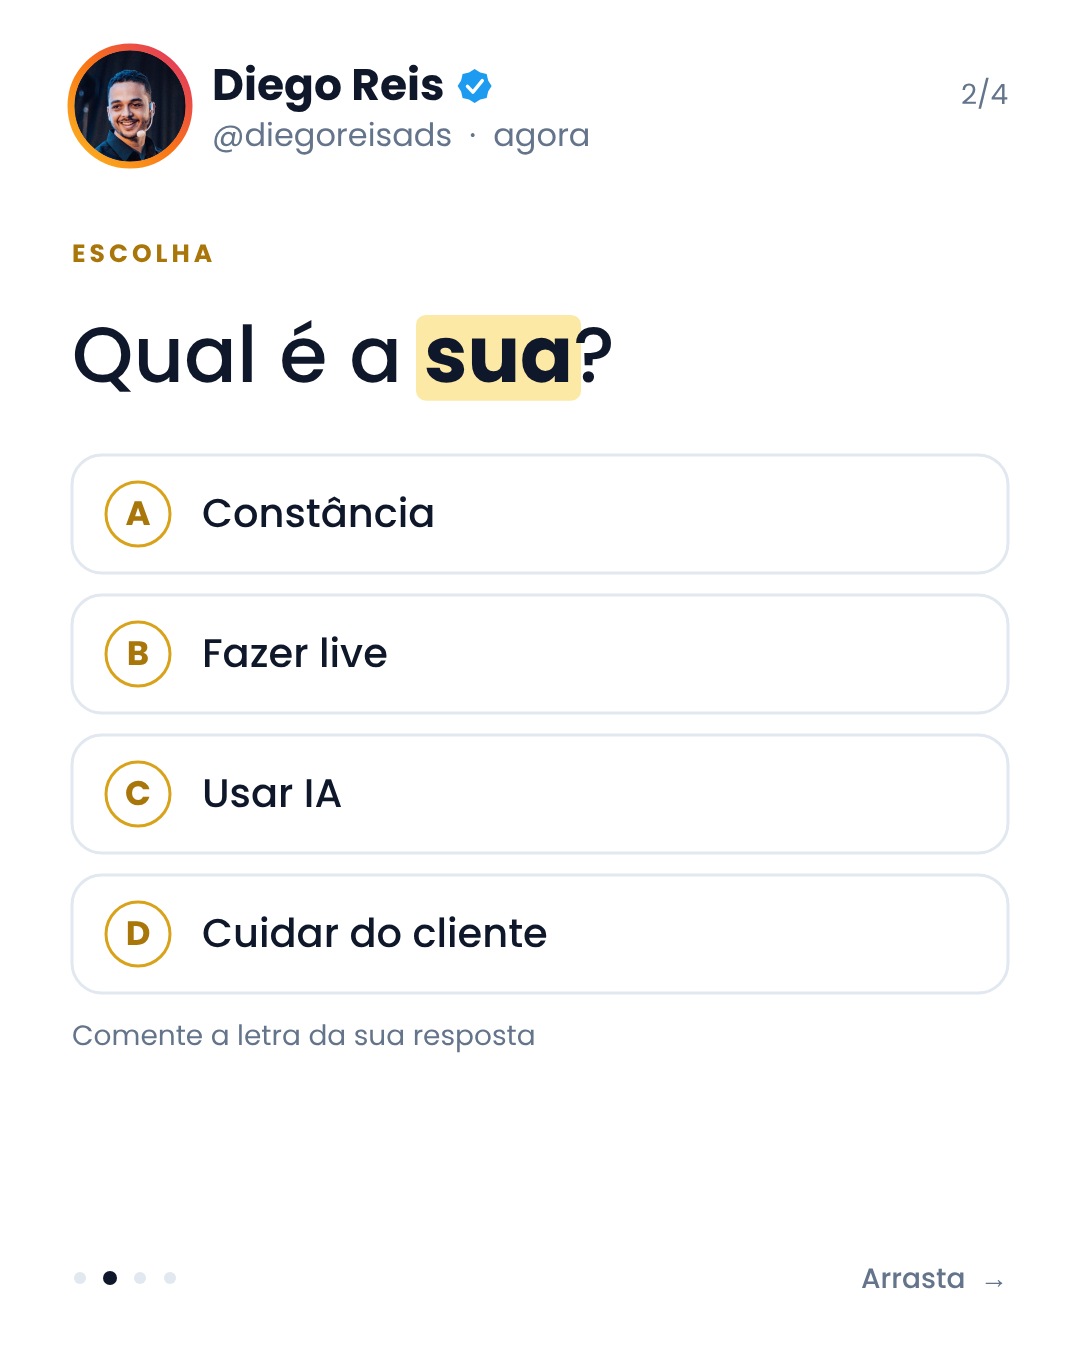 Diego Reis
@diegoreisads · agora
2/4
ESCOLHA
Qual é a sua?
A Constância
B Fazer live
C Usar IA
D Cuidar do cliente
Comente a letra da sua resposta
Arrasta →